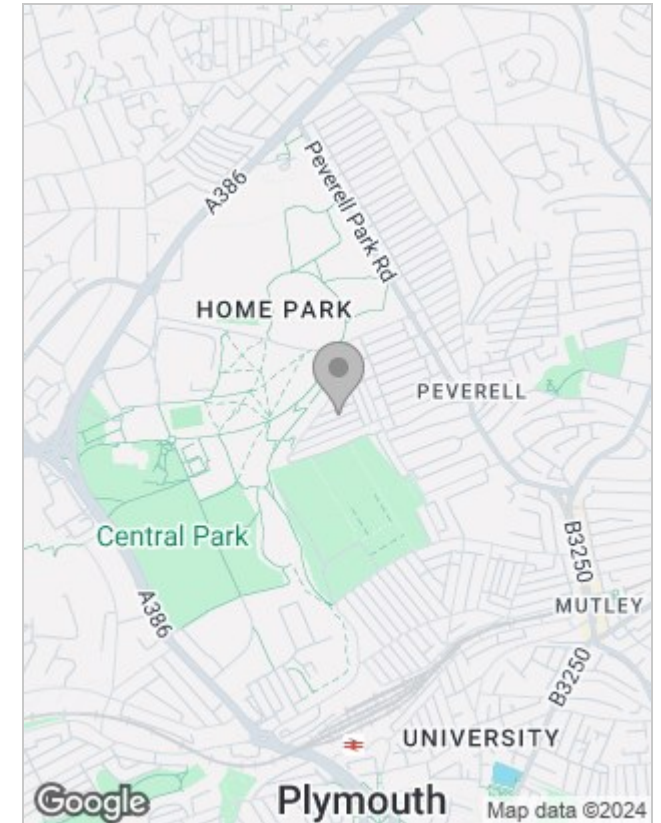 A386
Peverell Park Rd
HOME PARK
PEVERELL
Central Park
B3250
A386
MUTLEY
B3250
UNIVERSITY
Plymouth
Google
Map data ©2024